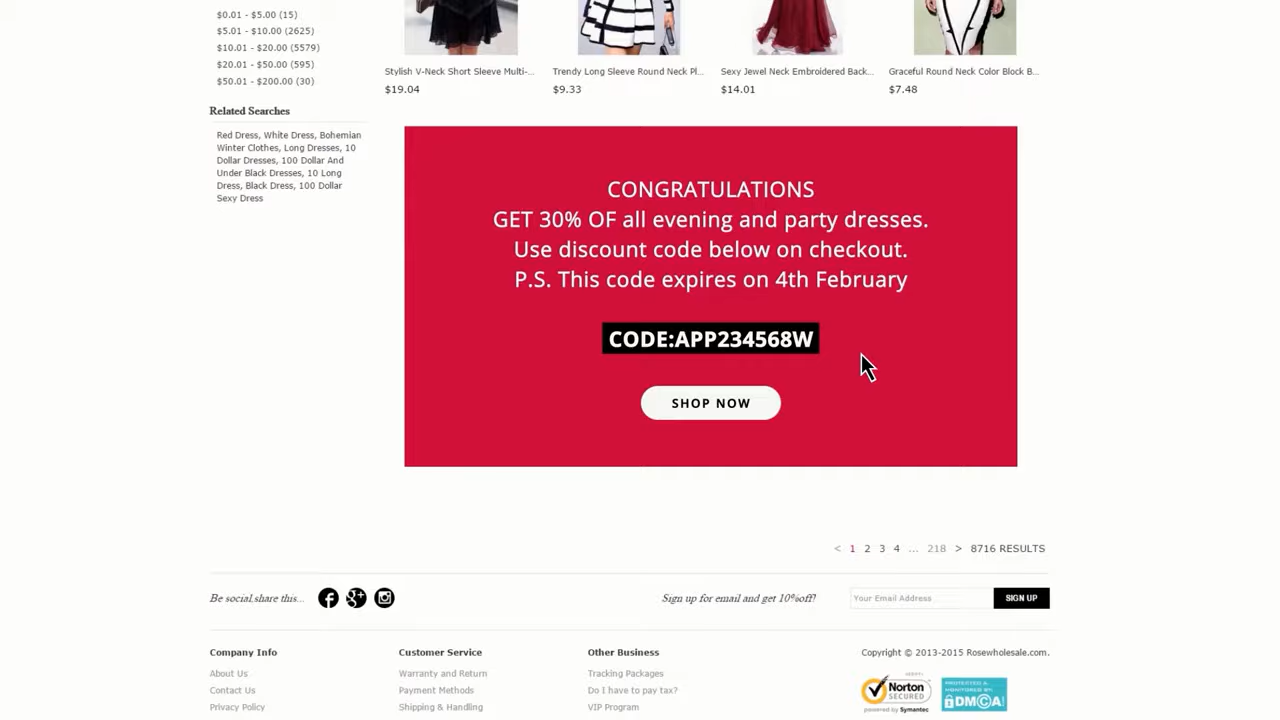 $0.01 - $5.00 (15)
$5.01 - $10.00 (2625)
$10.01 - $20.00 (5579)
$20.01 - $50.00 (595)
$50.01 - $200.00 (30)
Related Searches
Red Dress, White Dress, Bohemian
Winter Clothes, Long Dresses, 10
Dollar Dresses, 100 Dollar And
Under Black Dresses, 10 Long
Dress, Black Dress, 100 Dollar
Sexy Dress
Stylish V-Neck Short Sleeve Multi-...
$19.04
Trendy Long Sleeve Round Neck Pl...
$9.33
Sexy Jewel Neck Embroidered Back...
$14.01
Graceful Round Neck Color Block B...
$7.48
CONGRATULATIONS
GET 30% OF all evening and party dresses.
Use discount code below on checkout.
P.S. This code expires on 4th February
CODE:APP234568W
SHOP NOW
< 1 2 3 4 ... 218 > 8716 RESULTS
Be social,share this...
Sign up for email and get 10%off!
Your Email Address
SIGN UP
Company Info
About Us
Contact Us
Privacy Policy
Customer Service
Warranty and Return
Payment Methods
Shipping & Handling
Other Business
Tracking Packages
Do I have to pay tax?
VIP Program
Copyright © 2013-2015 Rosewholesale.com.
Norton
SECURED
powered by Symantec
PROTECTED &
MONITORED BY
DMCA